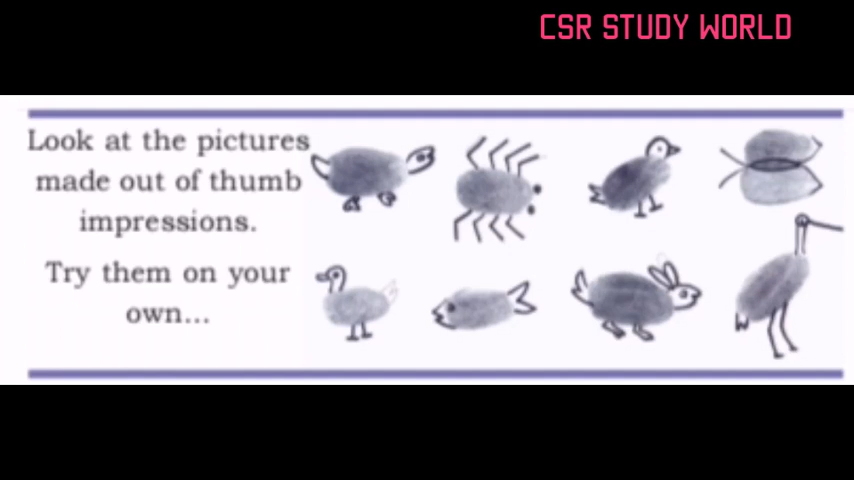 CSR STUDY WORLD
Look at the pictures
made out of thumb
impressions.
Try them on your
own...